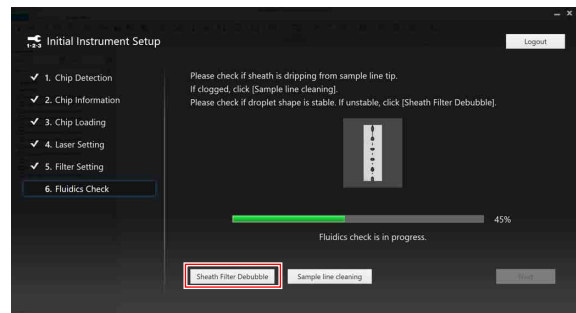 Initial Instrument Setup
1-2-3
Logout
1. Chip Detection
2. Chip Information
3. Chip Loading
4. Laser Setting
5. Filter Setting
6. Fluidics Check
Please check if sheath is dripping from sample line tip.
If clogged, click [Sample line cleaning].
Please check if droplet shape is stable. If unstable, click [Sheath Filter Debubble].
45%
Fluidics check is in progress.
Sheath Filter Debubble
Sample line cleaning
Next